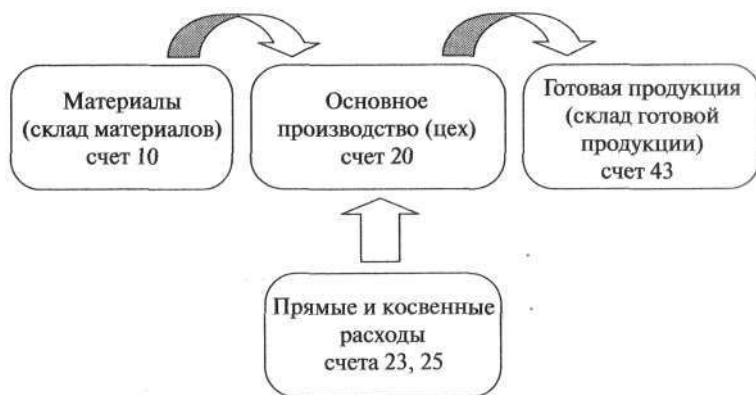 Материалы
(склад материалов)
счет 10
Основное
производство (цех)
счет 20
Готовая продукция
(склад готовой
продукции)
счет 43
Прямые и косвенные
расходы
счета 23, 25